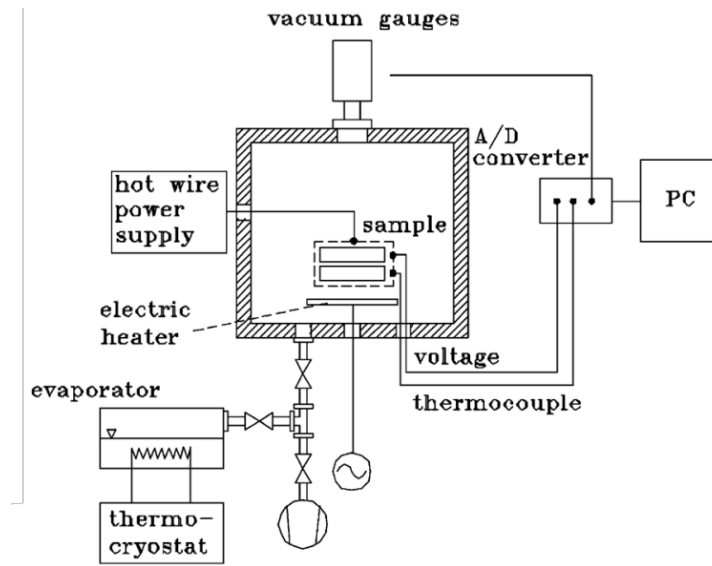 vacuum gauges
A/D
converter
hot wire
power
supply
PC
sample
electric
heater
voltage
evaporator
thermocouple
thermo-
cryostat